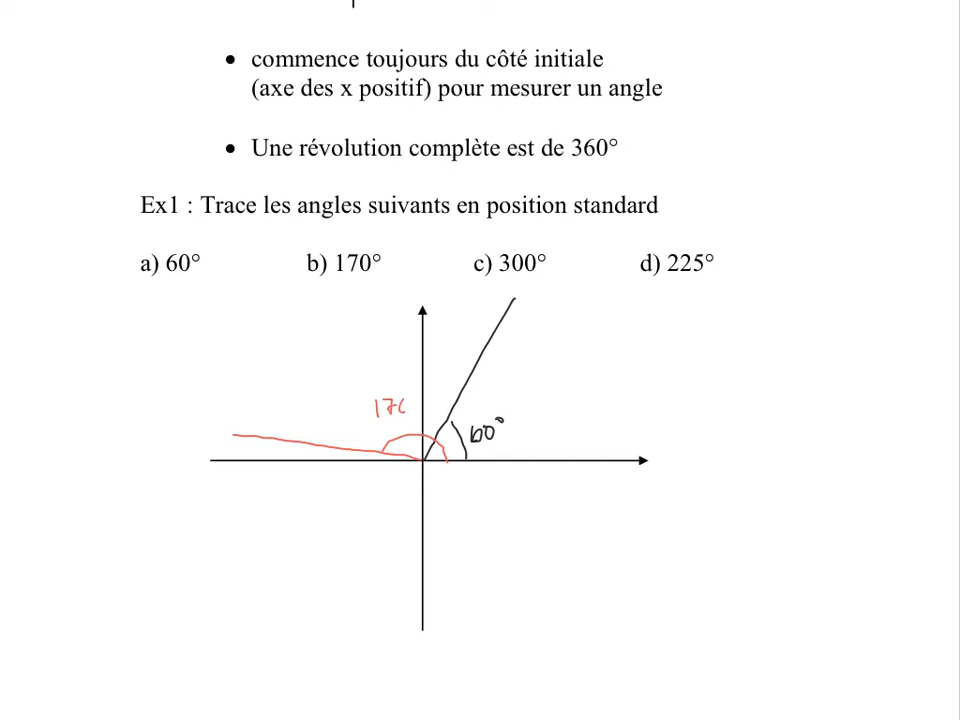 • commence toujours du côté initiale
(axe des x positif) pour mesurer un angle
• Une révolution complète est de 360°
Ex1 : Trace les angles suivants en position standard
a) 60° b) 170° c) 300° d) 225°
170
60°